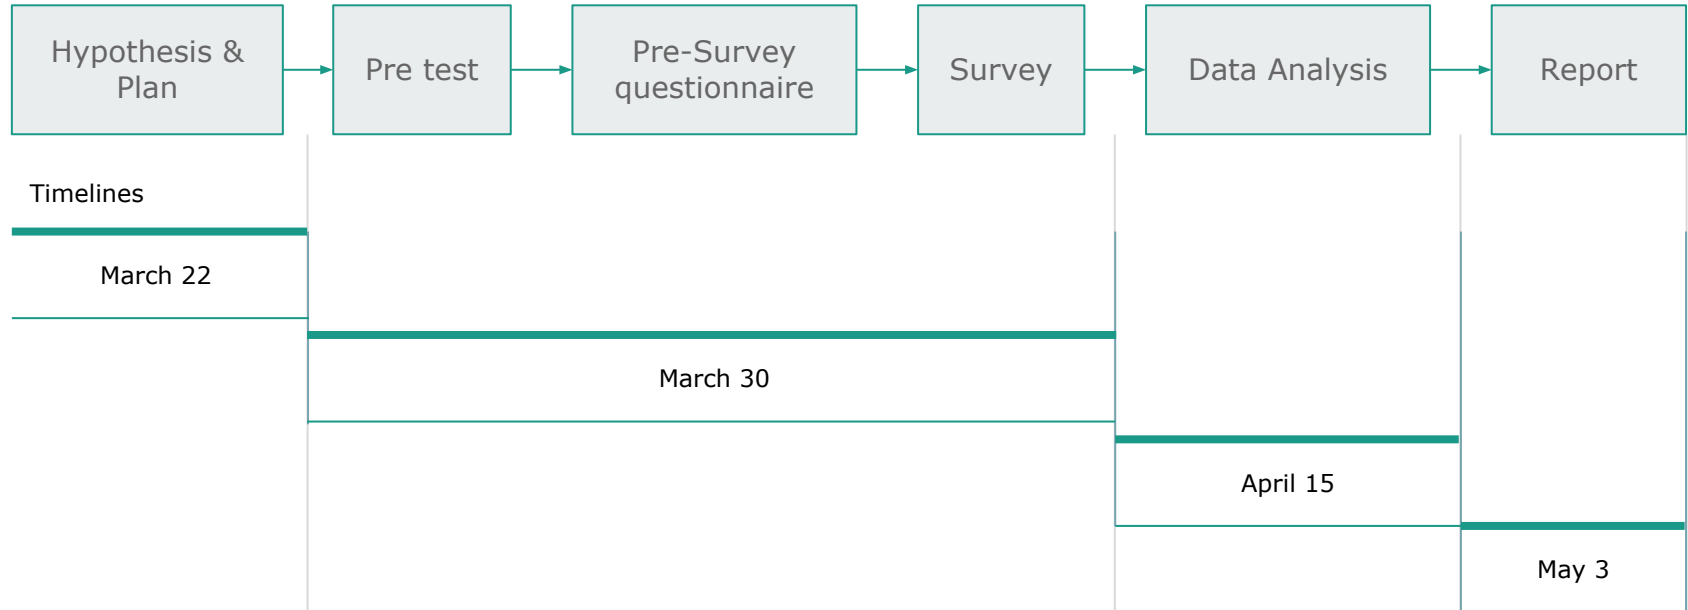 Hypothesis &
Plan
Pre test
Pre-Survey
questionnaire
Survey
Data Analysis
Report
Timelines
March 22
March 30
April 15
May 3